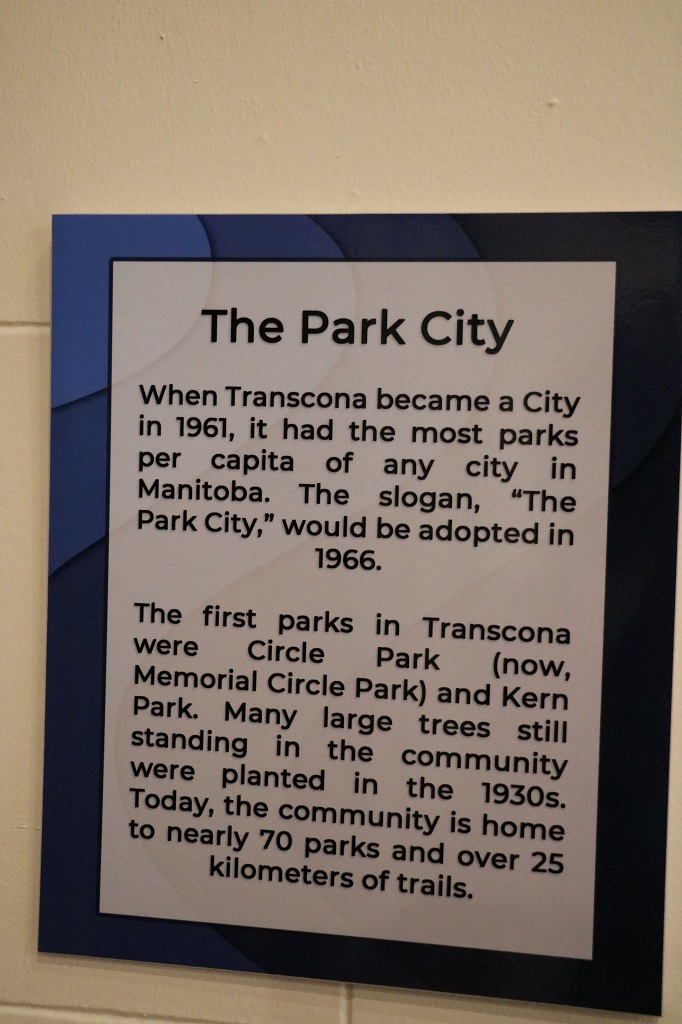 The Park City
When Transcona became a City
in 1961, it had the most parks
per capita of any city in
Manitoba. The slogan, “The
Park City,” would be adopted in
1966.
The first parks in Transcona
were Circle Park (now,
Memorial Circle Park) and Kern
Park. Many large trees still
standing in the community
were planted in the 1930s.
Today, the community is home
to nearly 70 parks and over 25
kilometers of trails.